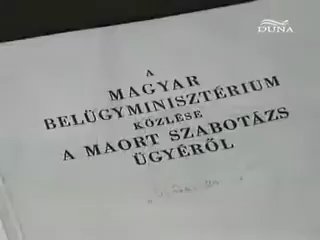 DUNA
A
MAGYAR
BELÜGYMINISZTÉRIUM
KÖZLÉSE
A MAORT SZABOTÁZS
ÜGYÉRŐL